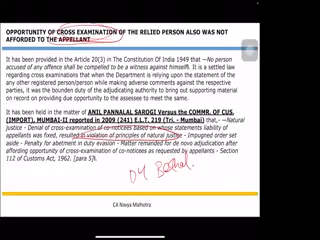 OPPORTUNITY OF CROSS EXAMINATION OF THE RELIED PERSON ALSO WAS NOT
AFFORDED TO THE APPELLANT
It has been provided in the Article 20(3) in The Constitution Of India 1949 that -No person
accused of any offence shall be compelled to be a witness against himself. It is a settled law
regarding cross examinations that when the Department is relying upon the statement of the
any other registered person/person while making adverse comments against the respective
parties, it was the bounden duty of the adjudicating authority to bring out supporting material
on record on providing due opportunity to the assesee to meet the same.
It has been held in the matter of ANIL PANNALAL SAROGI Versus the COMMR. OF CUS.
(IMPORT), MUMBAI-II reported in 2009 (241) E.L.T. 219 (Tri. - Mumbai) that,- -Natural
justice - Denial of cross-examination of co-noticees based on whose statements liability of
appellants was fixed, resulted in violation of principles of natural justice - Impugned order set
aside - Penalty for abetment in duty evasion - Matter remanded for de novo adjudication
after affording opportunity of cross-examination of co-noticees as requested by appellants -
Section 112 of Customs Act, 1962. [para 5]\
CA Navya Malhotra